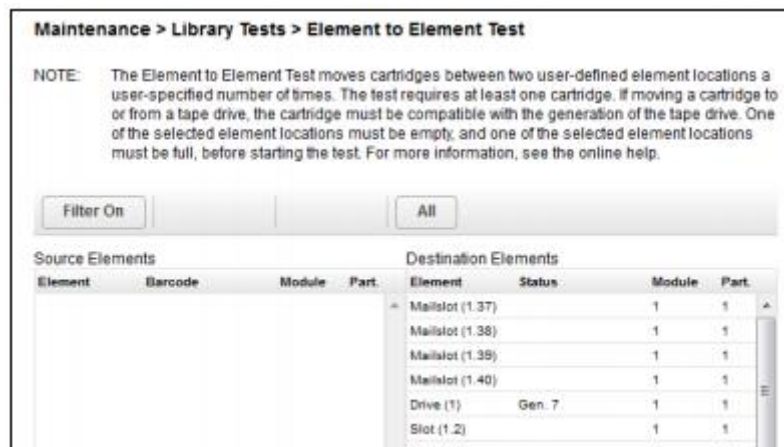 Maintenance > Library Tests > Element to Element Test
NOTE: The Element to Element Test moves cartridges between two user-defined element locations a
user-specified number of times. The test requires at least one cartridge. If moving a cartridge to
or from a tape drive, the cartridge must be compatible with the generation of the tape drive. One
of the selected element locations must be empty, and one of the selected element locations
must be full, before starting the test. For more information, see the online help.
Filter On All
Source Elements Destination Elements
Element Barcode Module Part. Element Status Module Part.
Mailslot (1.37) 1 1
Mailslot (1.38) 1 1
Mailslot (1.39) 1 1
Mailslot (1.40) 1 1
Drive (1) Gen. 7 1 1
Slot (1.2) 1 1